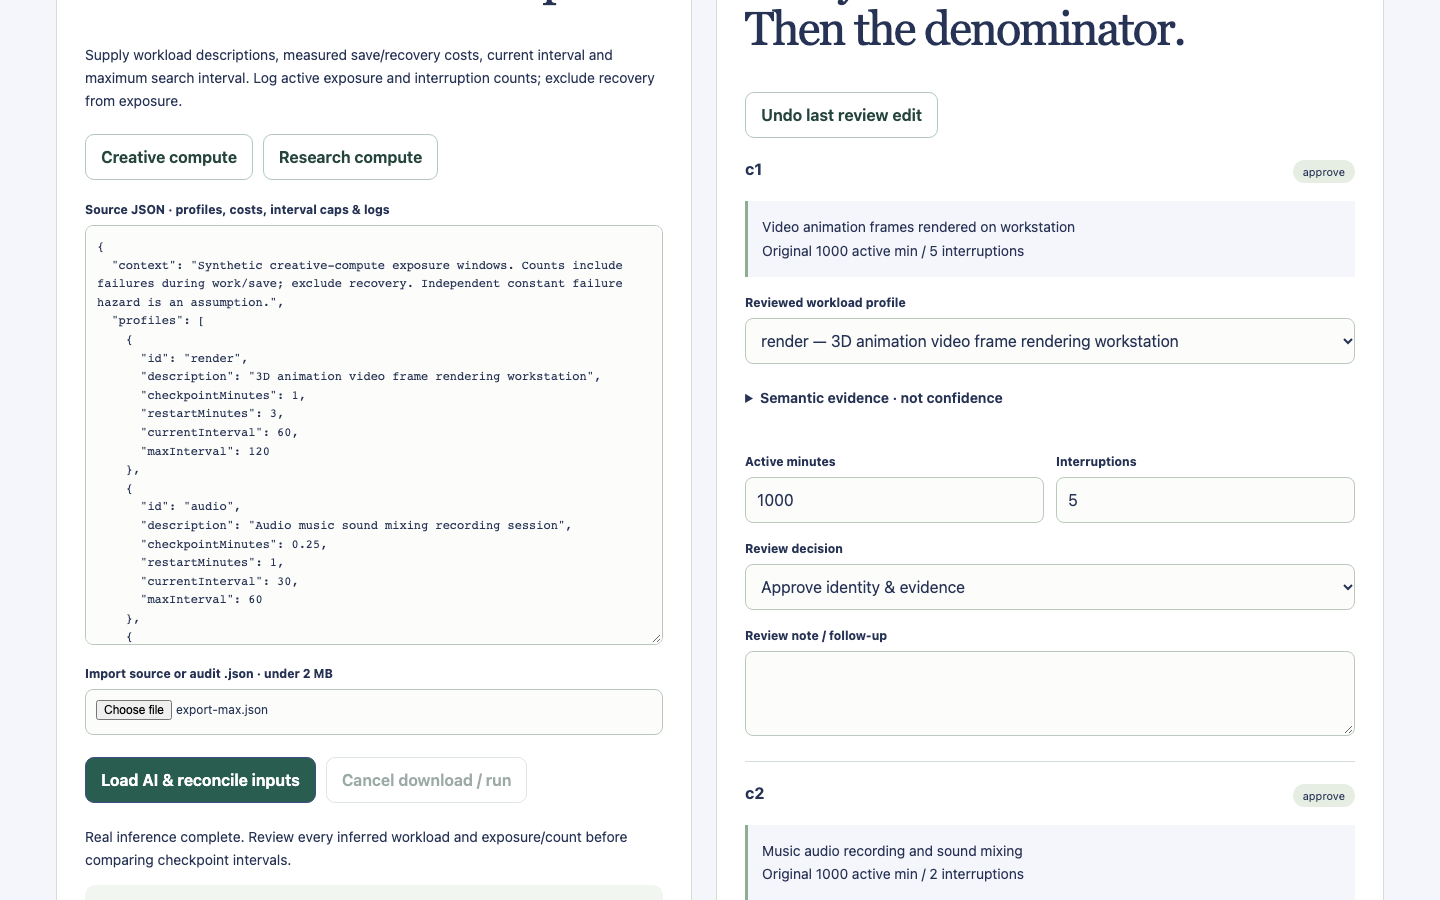 Supply workload descriptions, measured save/recovery costs, current interval and
maximum search interval. Log active exposure and interruption counts; exclude recovery
from exposure.
Creative compute
Research compute
Source JSON · profiles, costs, interval caps & logs
{
  "context": "Synthetic creative-compute exposure windows. Counts include
failures during work/save; exclude recovery. Independent constant failure
hazard is an assumption.",
  "profiles": [
    {
      "id": "render",
      "description": "3D animation video frame rendering workstation",
      "checkpointMinutes": 1,
      "restartMinutes": 3,
      "currentInterval": 60,
      "maxInterval": 120
    },
    {
      "id": "audio",
      "description": "Audio music sound mixing recording session",
      "checkpointMinutes": 0.25,
      "restartMinutes": 1,
      "currentInterval": 30,
      "maxInterval": 60
    },
    {
Import source or audit .json · under 2 MB
Choose file export-max.json
Load AI & reconcile inputs
Cancel download / run
Real inference complete. Review every inferred workload and exposure/count before
comparing checkpoint intervals.
Then the denominator.
Undo last review edit
c1
approve
Video animation frames rendered on workstation
Original 1000 active min / 5 interruptions
Reviewed workload profile
render — 3D animation video frame rendering workstation
Semantic evidence · not confidence
Active minutes
Interruptions
1000
5
Review decision
Approve identity & evidence
Review note / follow-up
c2
approve
Music audio recording and sound mixing
Original 1000 active min / 2 interruptions